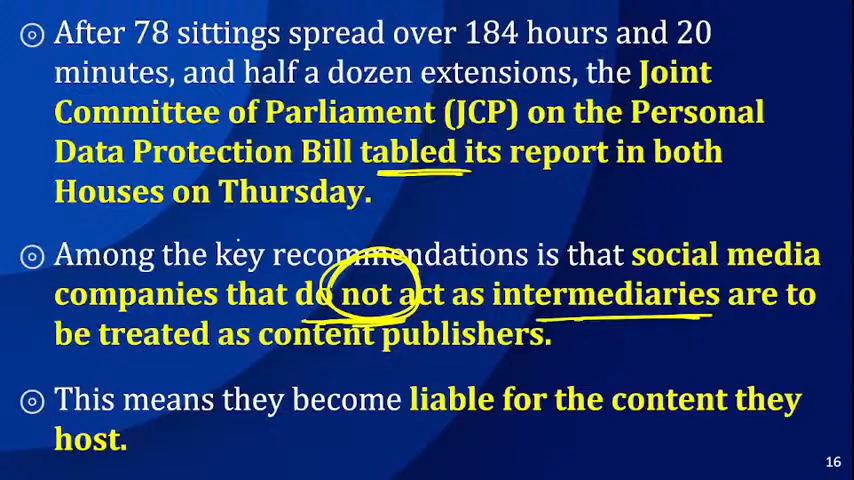 After 78 sittings spread over 184 hours and 20
minutes, and half a dozen extensions, the Joint
Committee of Parliament (JCP) on the Personal
Data Protection Bill tabled its report in both
Houses on Thursday.
Among the key recommendations is that social media
companies that do not act as intermediaries are to
be treated as content publishers.
This means they become liable for the content they
host.
16